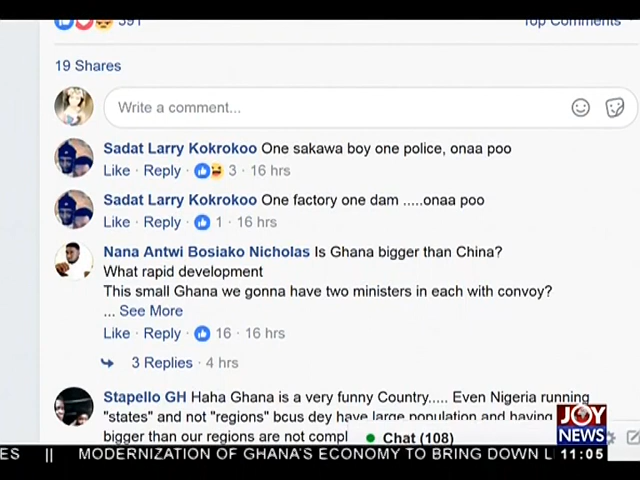 391
Top Comments
19 Shares
Write a comment...
Sadat Larry Kokrokoo One sakawa boy one police, onaa poo
Like · Reply · 3 · 16 hrs
Sadat Larry Kokrokoo One factory one dam .....onaa poo
Like · Reply · 1 · 16 hrs
Nana Antwi Bosiako Nicholas Is Ghana bigger than China?
What rapid development
This small Ghana we gonna have two ministers in each with convoy?
... See More
Like · Reply · 16 · 16 hrs
3 Replies · 4 hrs
Stapello GH Haha Ghana is a very funny Country..... Even Nigeria running
"states" and not "regions" bcus dey have large population and having
bigger than our regions are not compl
Chat (108)
JOY
NEWS
ES || MODERNIZATION OF GHANA'S ECONOMY TO BRING DOWN
11:05